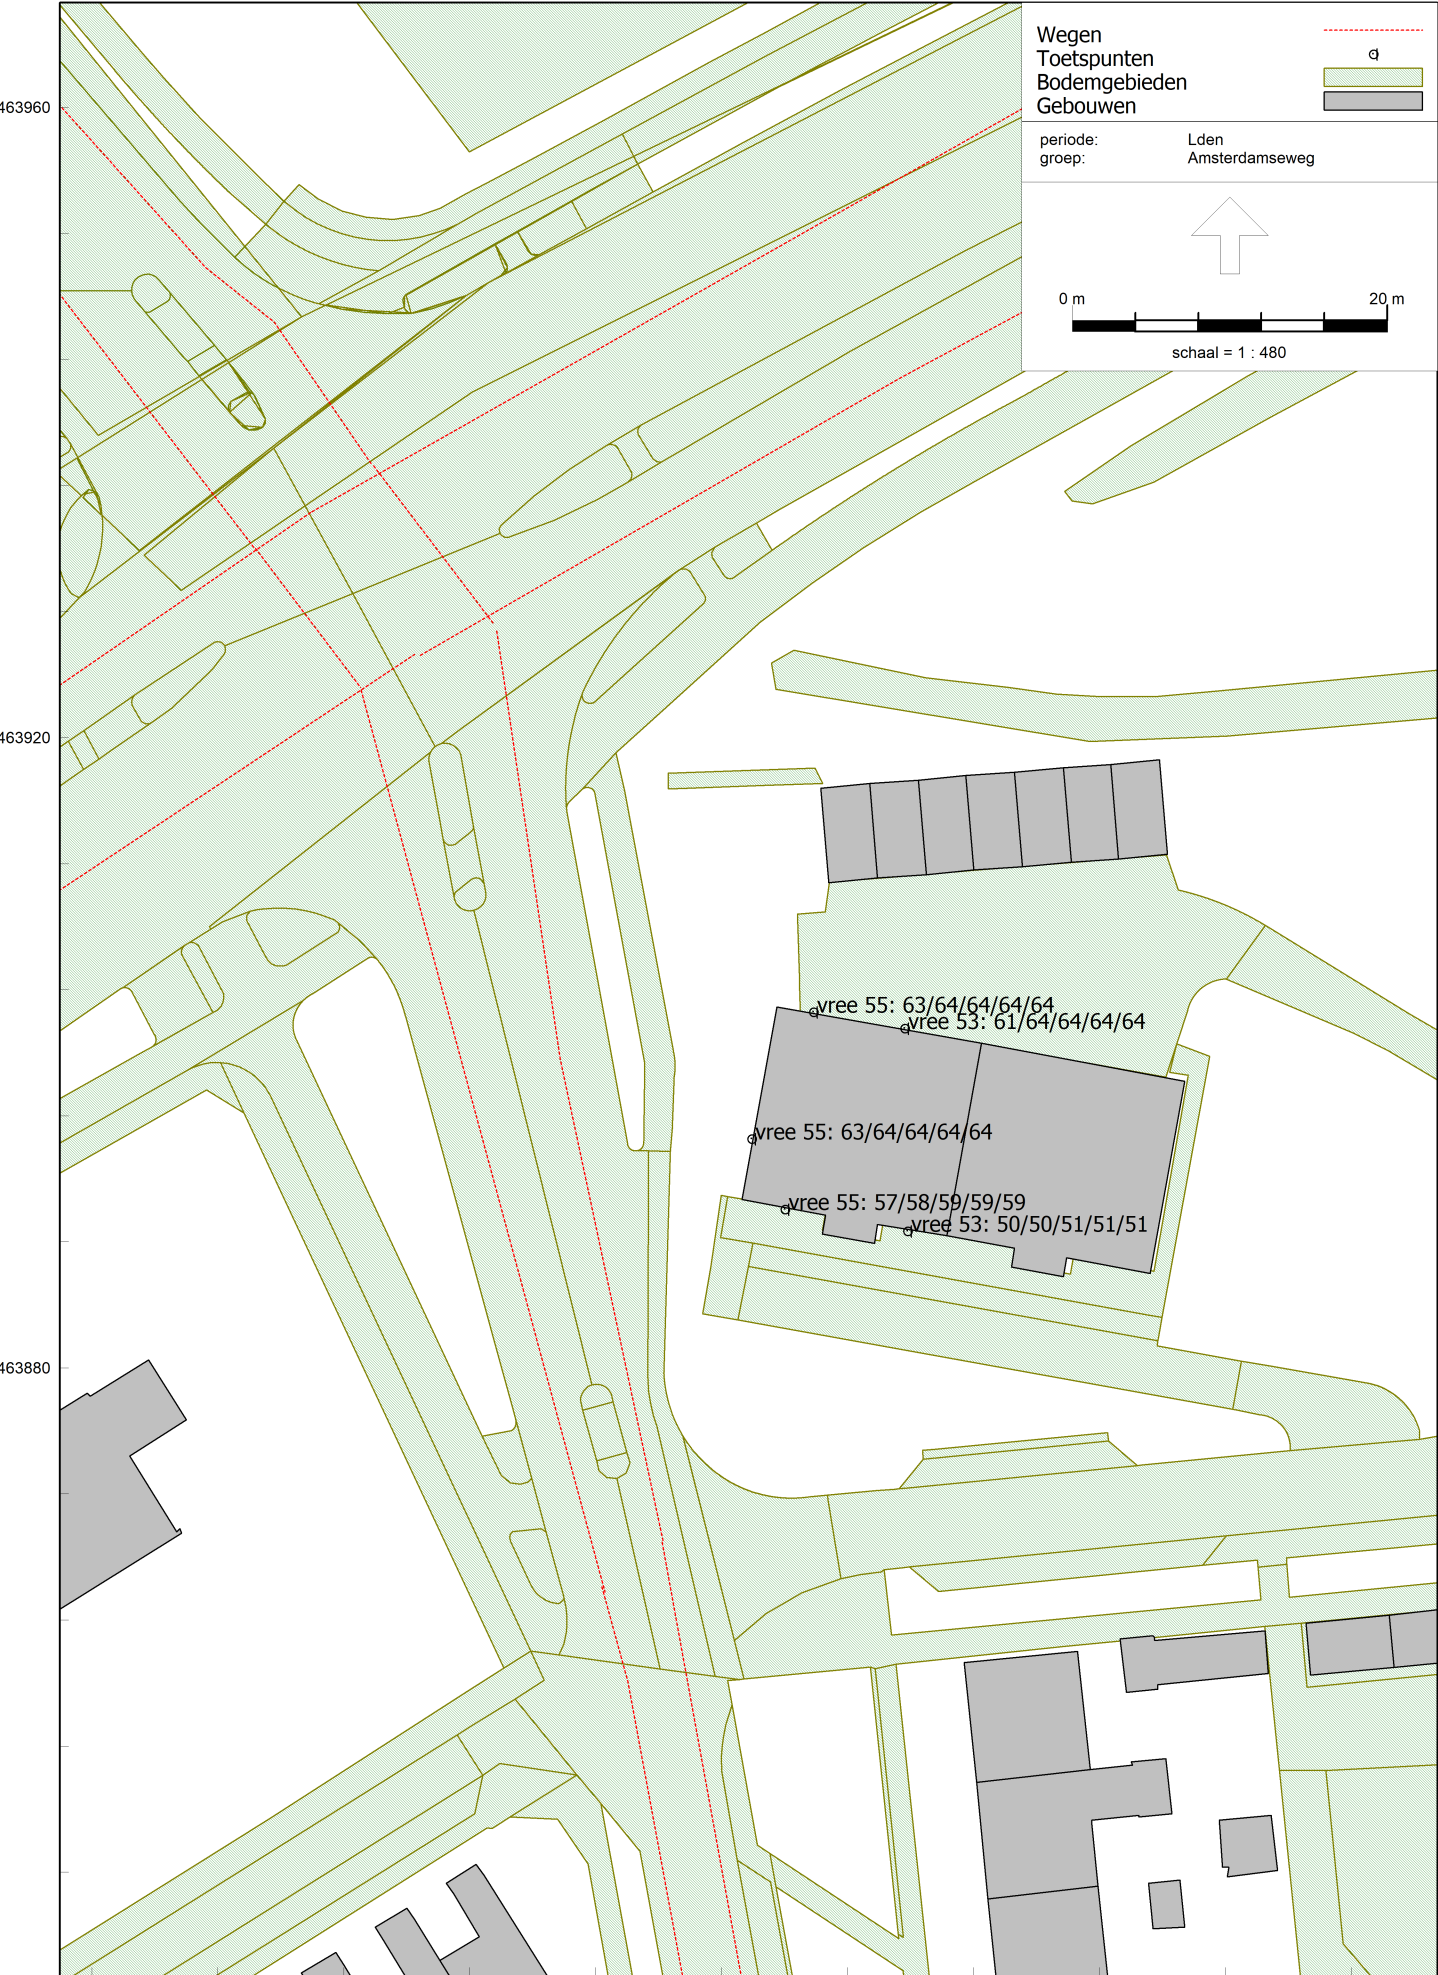 Wegen
Toetspunten
Bodemgebieden
Gebouwen
periode: Lden
groep: Amsterdamseweg
0 m 20 m
schaal = 1 : 480
463960
463920
vree 55: 63/64/64/64/64
vree 53: 61/64/64/64/64
vree 55: 63/64/64/64/64
vree 55: 57/58/59/59/59
vree 53: 50/50/51/51/51
463880